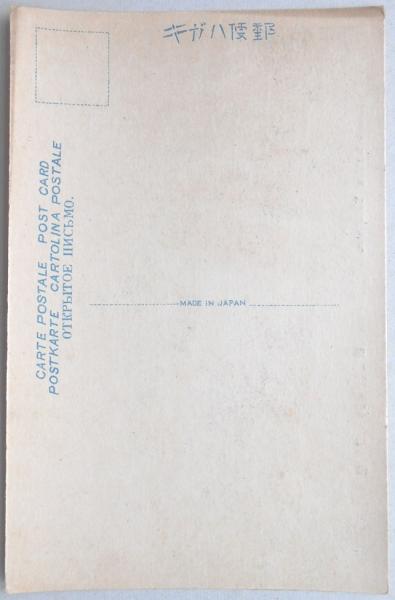 郵便ハガキ
CARTE POSTALE POST CARD
POSTKARTE CARTOLINA POSTALE
ОТКРЫТОЕ ПИСЬМО.
MADE IN JAPAN